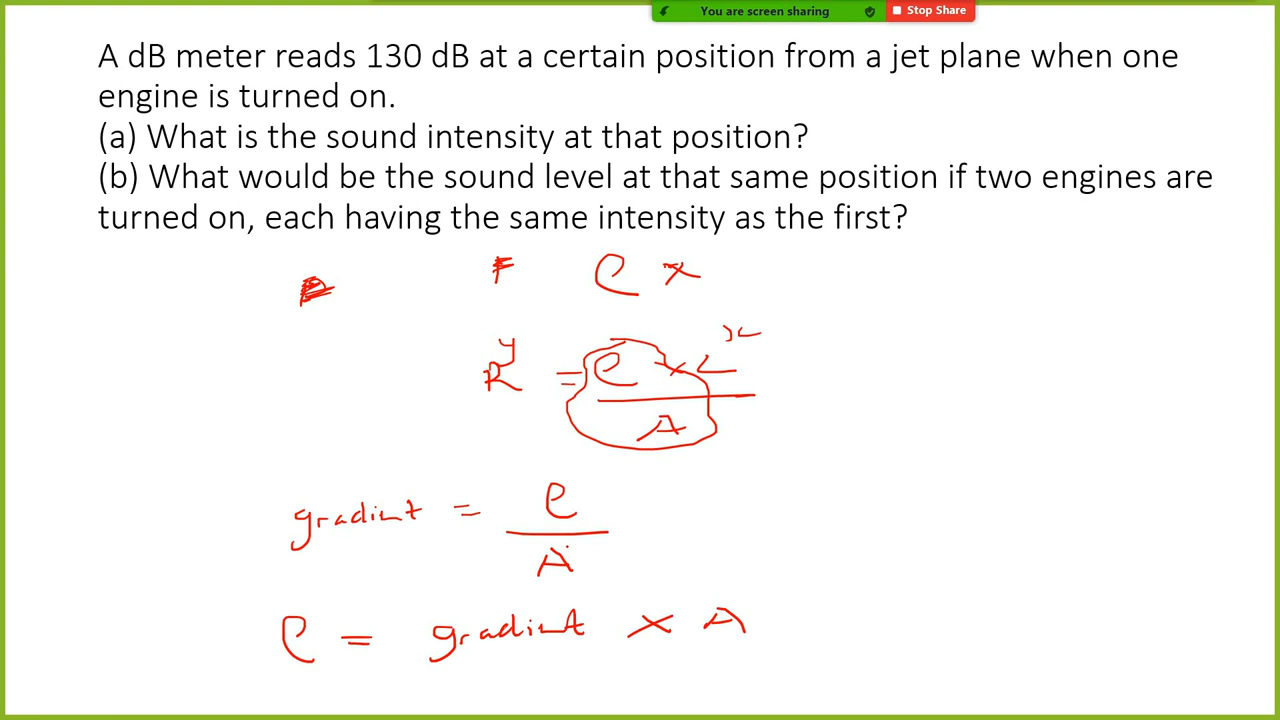 You are screen sharing Stop Share
A dB meter reads 130 dB at a certain position from a jet plane when one
engine is turned on.
(a) What is the sound intensity at that position?
(b) What would be the sound level at that same position if two engines are
turned on, each having the same intensity as the first?
ρ x
y x
R = ρ × L
A
gradient = ρ
A
ρ = gradient × A